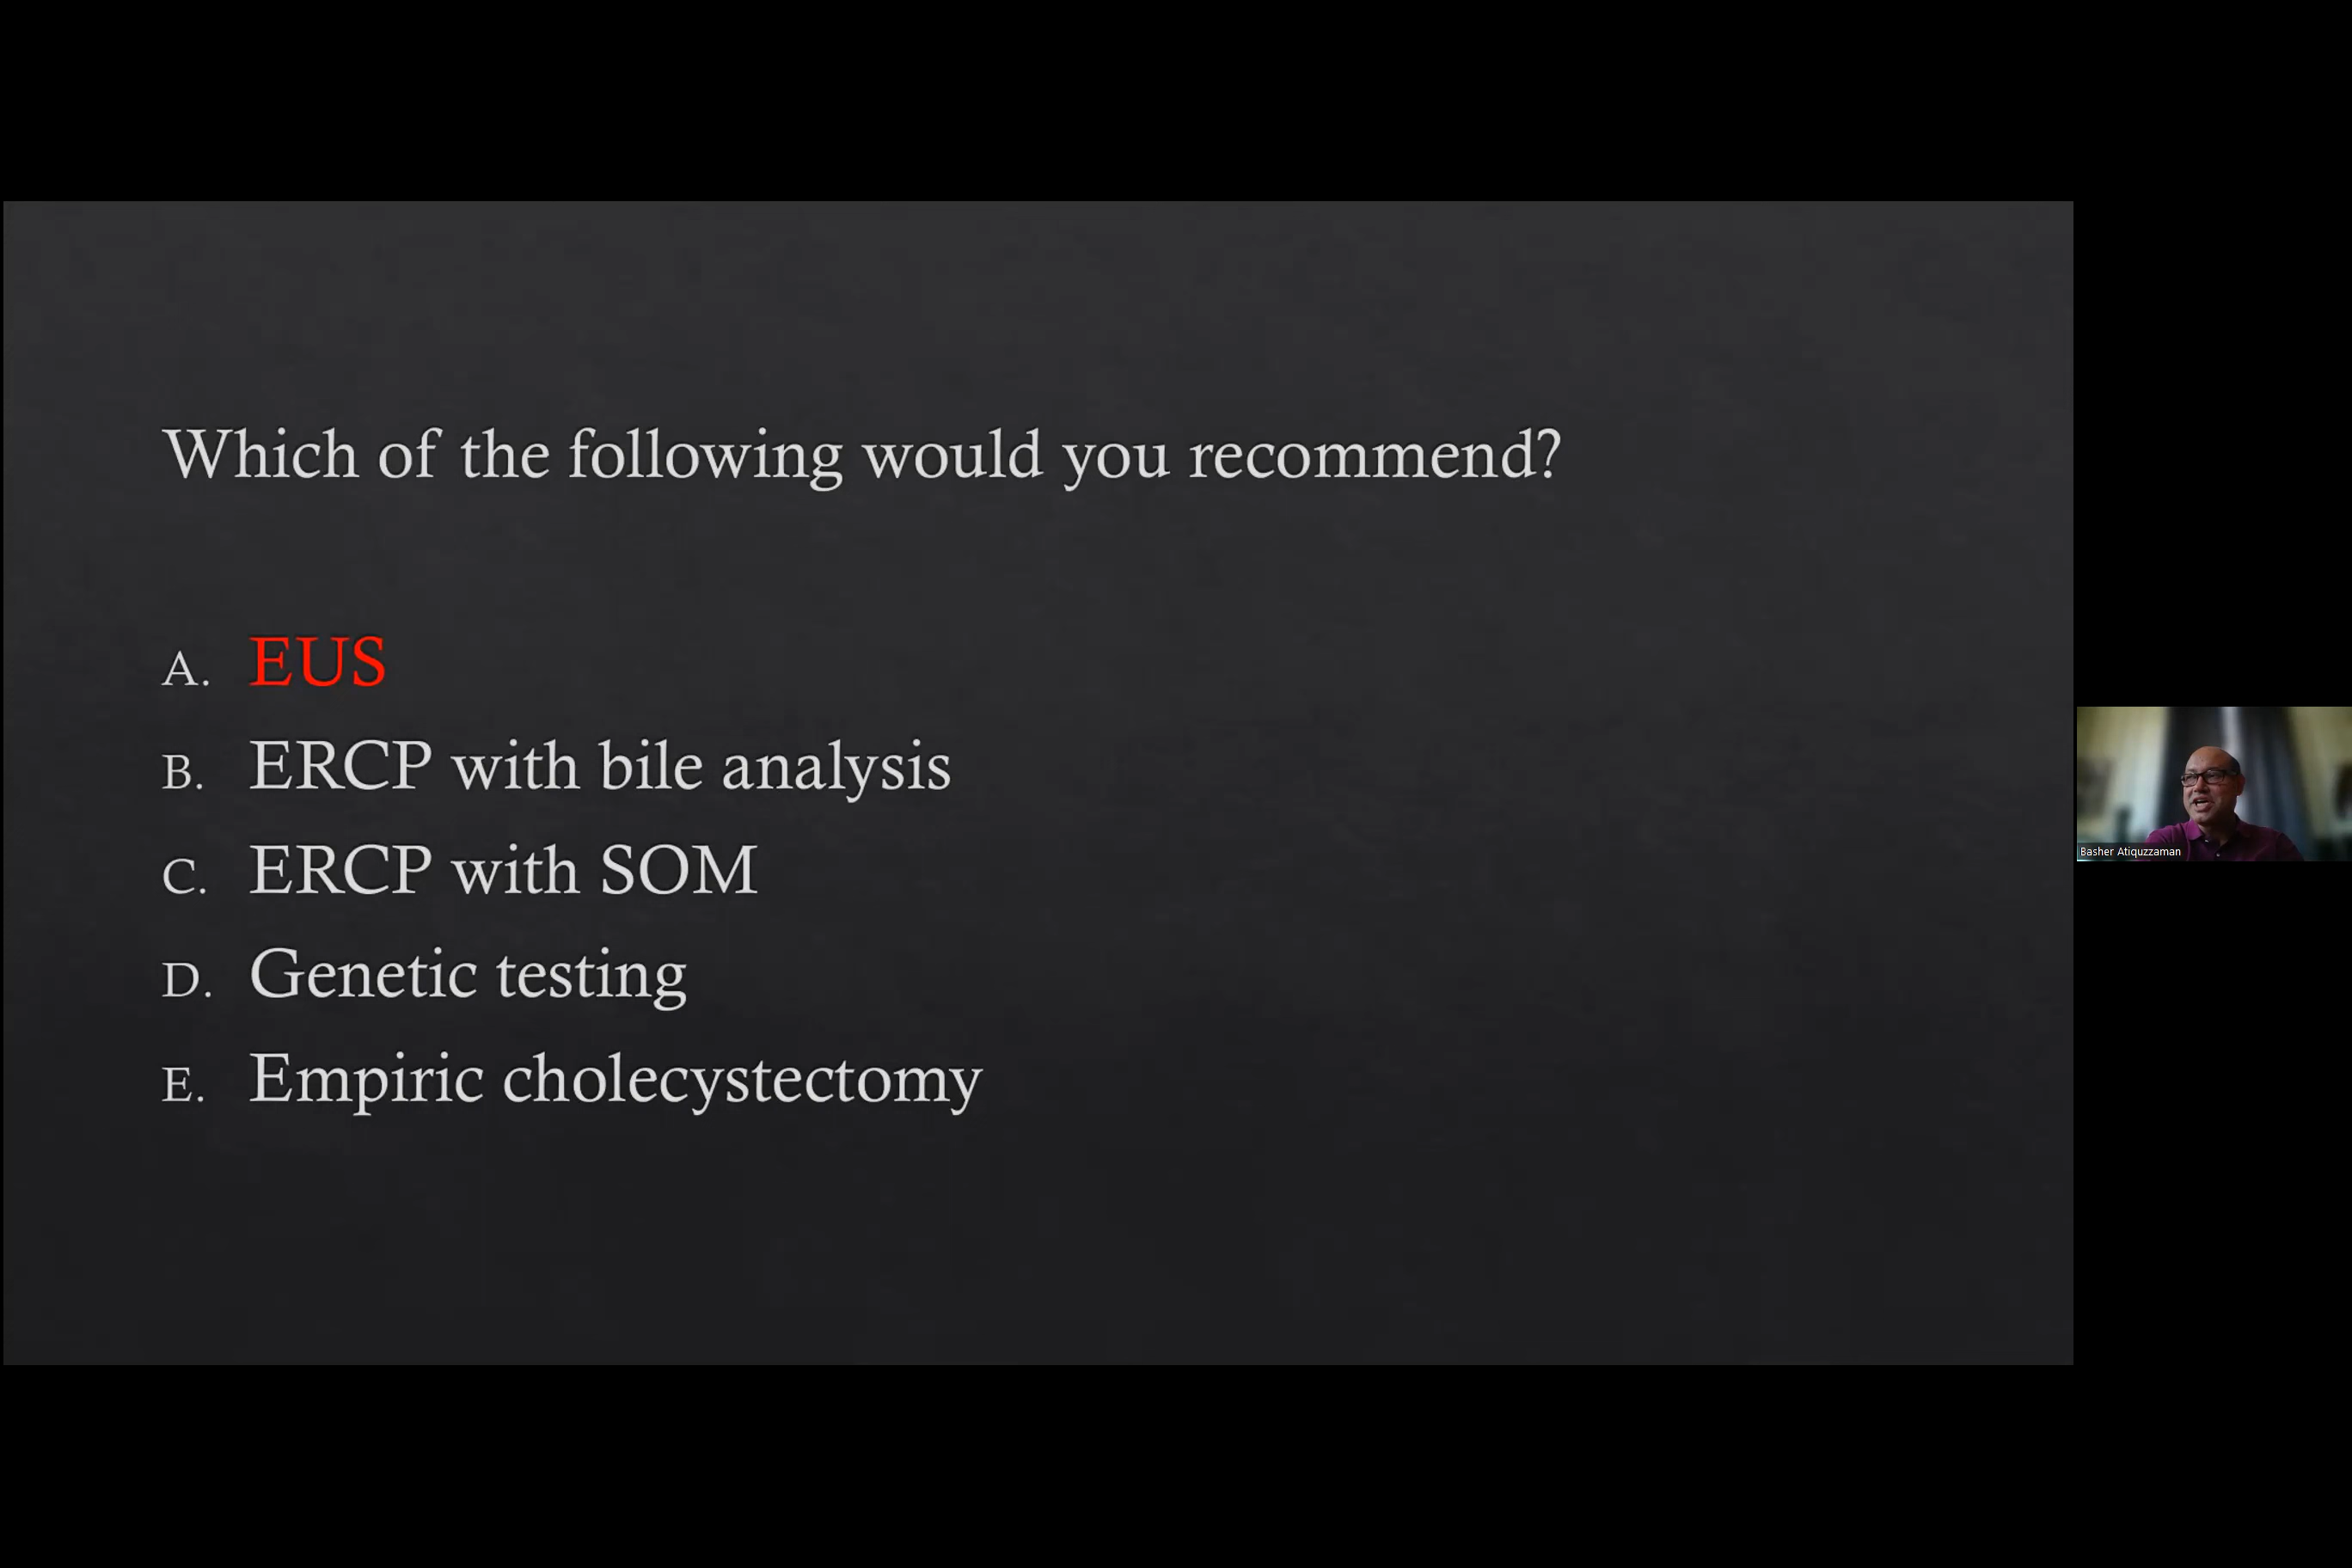 Which of the following would you recommend?
A. EUS
B. ERCP with bile analysis
C. ERCP with SOM
D. Genetic testing
E. Empiric cholecystectomy
Basher Atiquzzaman